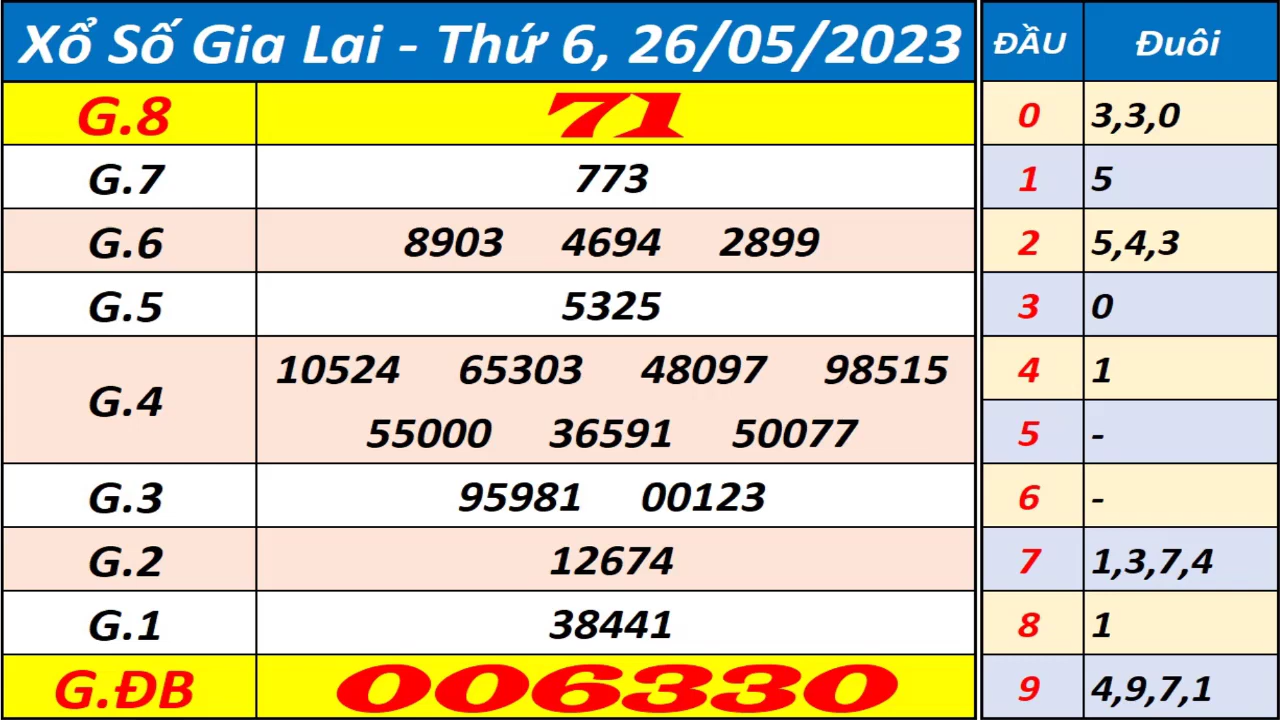 Xổ Số Gia Lai - Thứ 6, 26/05/2023
G.8 71
G.7 773
G.6 8903 4694 2899
G.5 5325
G.4 10524 65303 48097 98515
55000 36591 50077
G.3 95981 00123
G.2 12674
G.1 38441
G.ĐB 006330
ĐẦU Đuôi
0 3,3,0
1 5
2 5,4,3
3 0
4 1
5 -
6 -
7 1,3,7,4
8 1
9 4,9,7,1